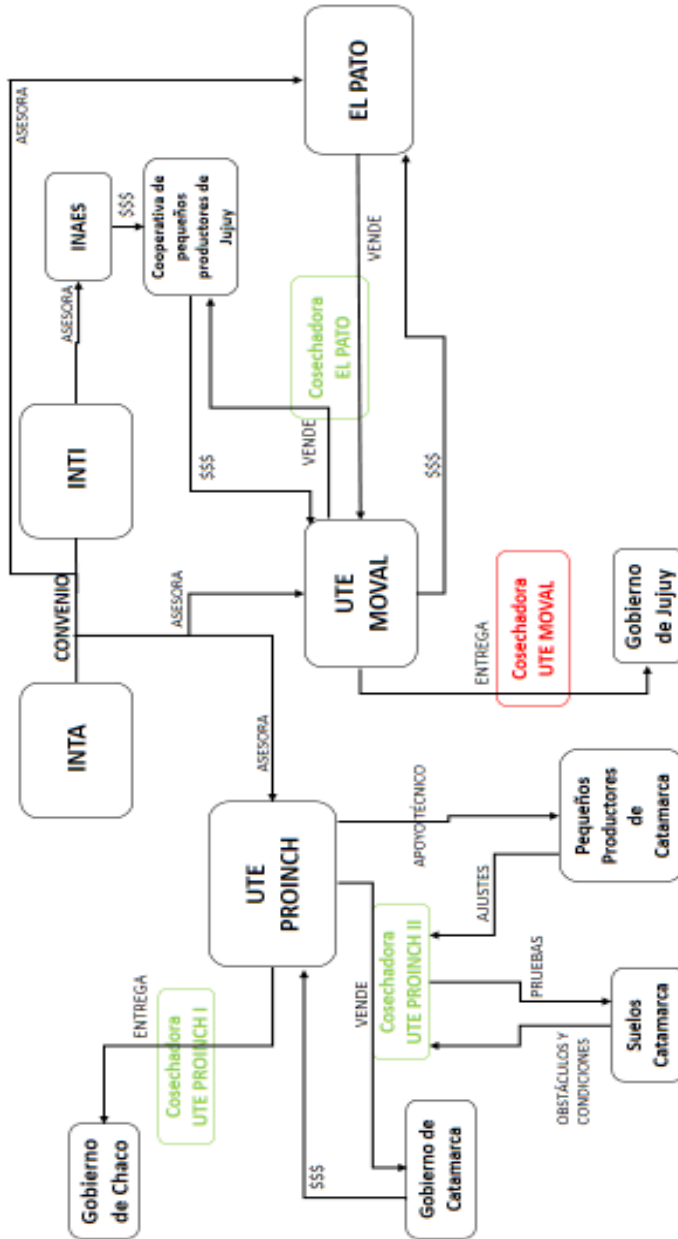 INTA
CONVENIO
INTI
ASESORA
INAES
$$$
ASESORA
Cooperativa de
pequeños
productores de
Jujuy
EL PATO
ASESORA
ASESORA
UTE
PROINCH
UTE
MOVAL
$$$
VENDE
Cosechadora
EL PATO
VENDE
$$$
Gobierno
de Chaco
ENTREGA
Cosechadora
UTE PROINCH I
$$$
VENDE
Gobierno de
Catamarca
Cosechadora
UTE PROINCH II
APOYO TÉCNICO
AJUSTES
Pequeños
Productores
de
Catamarca
PRUEBAS
OBSTÁCULOS Y
CONDICIONES
Suelos
Catamarca
ENTREGA
Cosechadora
UTE MOVAL
Gobierno
de Jujuy